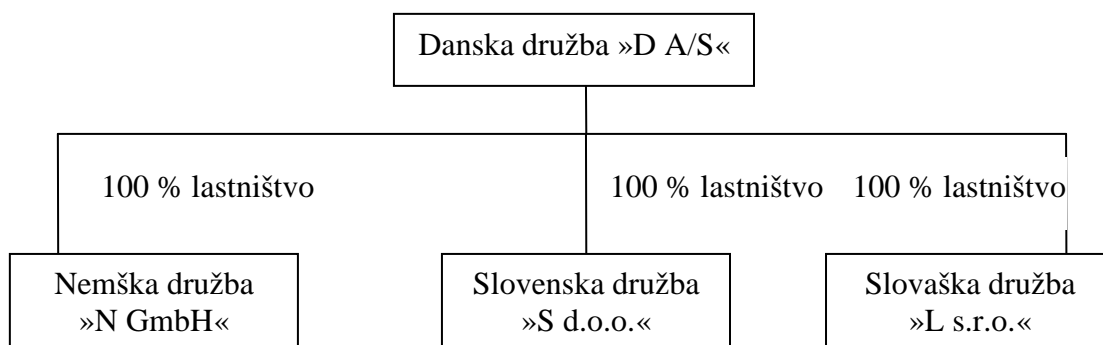 Danska družba »D A/S«
100 % lastništvo
100 % lastništvo
100 % lastništvo
Nemška družba
»N GmbH«
Slovenska družba
»S d.o.o.«
Slovaška družba
»L s.r.o.«